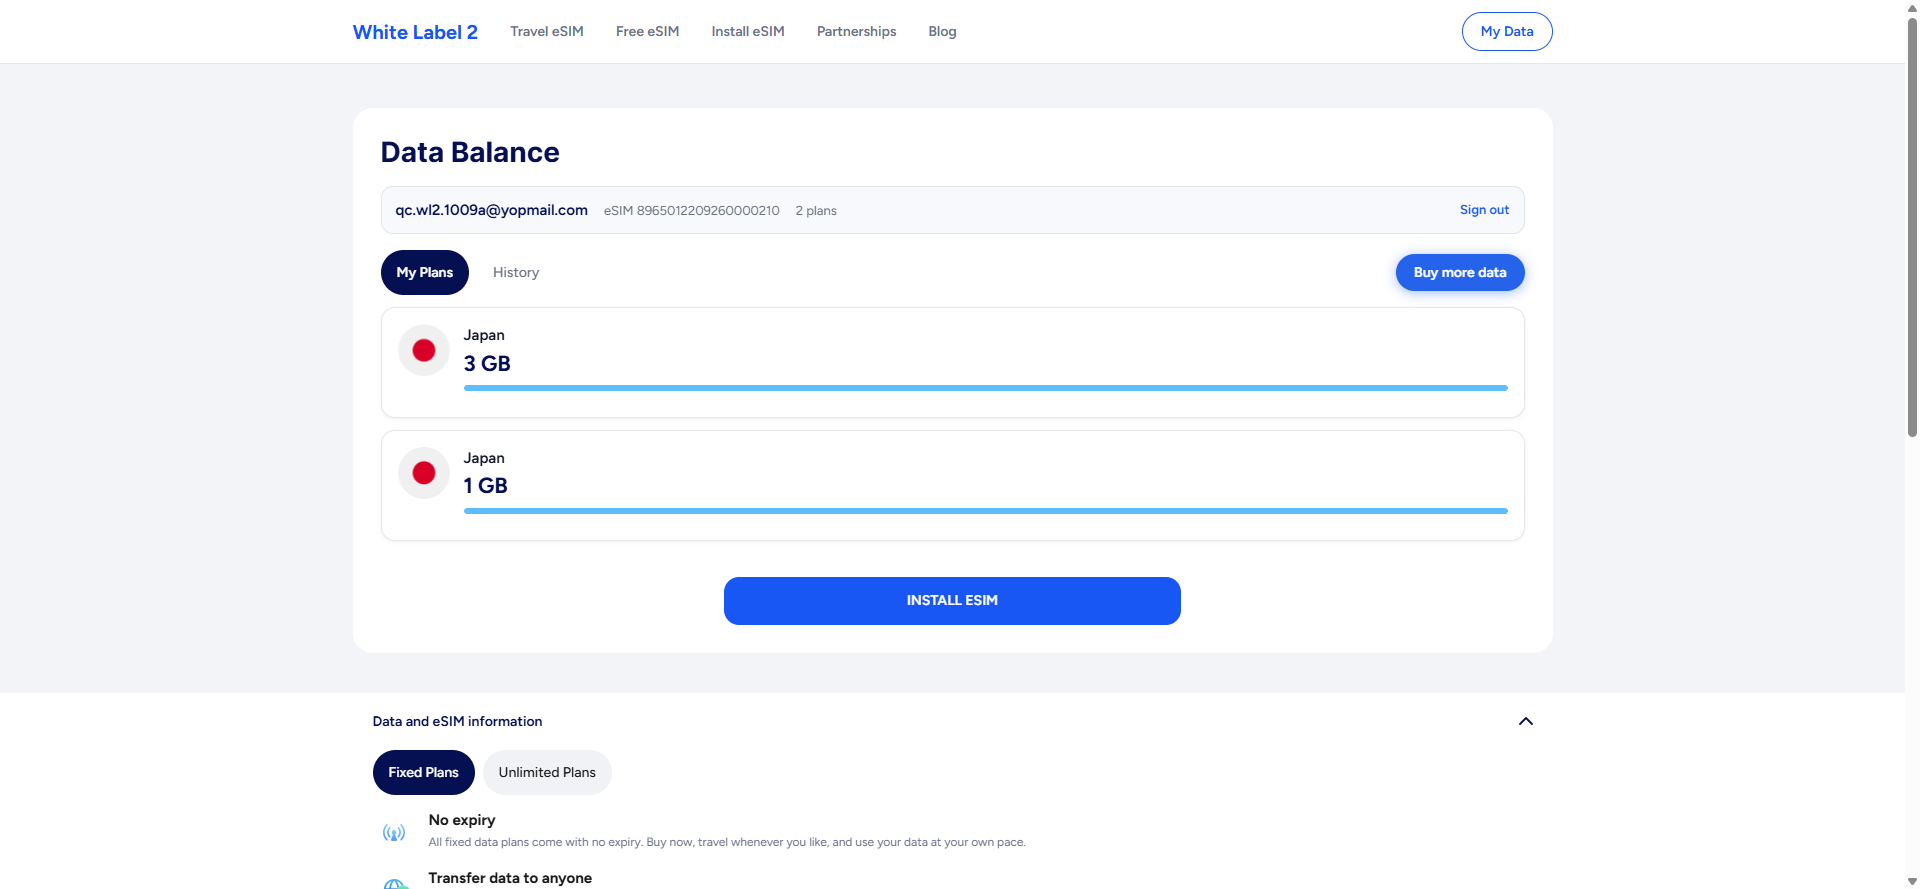 White Label 2
Travel eSIM
Free eSIM
Install eSIM
Partnerships
Blog
My Data
Data Balance
qc.wl2.1009a@yopmail.com
eSIM 8965012209260000210
2 plans
Sign out
My Plans
History
Buy more data
Japan
3 GB
Japan
1 GB
INSTALL ESIM
Data and eSIM information
Fixed Plans
Unlimited Plans
No expiry
All fixed data plans come with no expiry. Buy now, travel whenever you like, and use your data at your own pace.
Transfer data to anyone